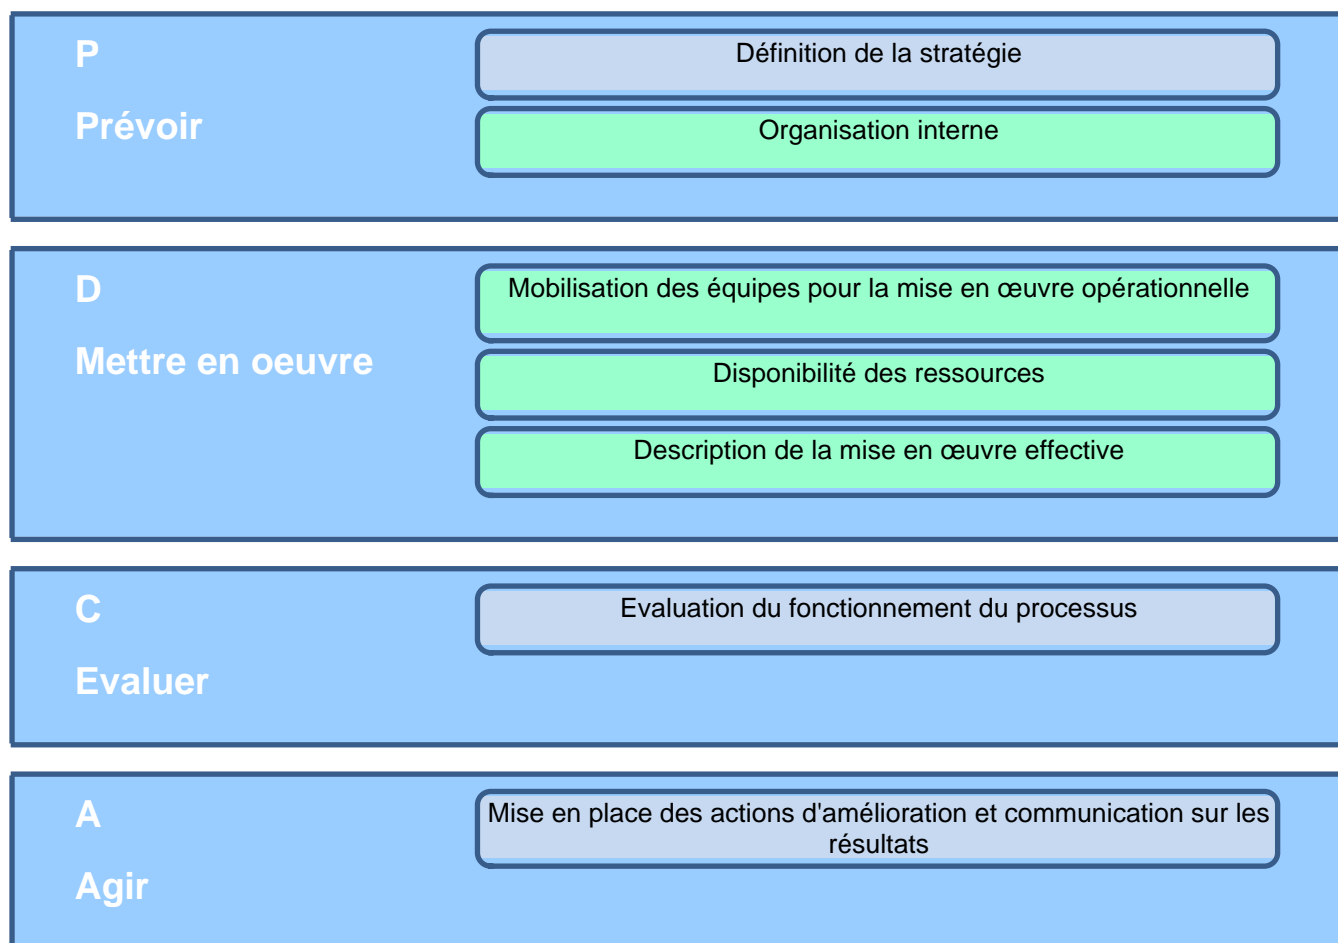 P
Prévoir
Définition de la stratégie
Organisation interne
D
Mettre en oeuvre
Mobilisation des équipes pour la mise en œuvre opérationnelle
Disponibilité des ressources
Description de la mise en œuvre effective
C
Evaluer
Evaluation du fonctionnement du processus
A
Agir
Mise en place des actions d'amélioration et communication sur les
résultats